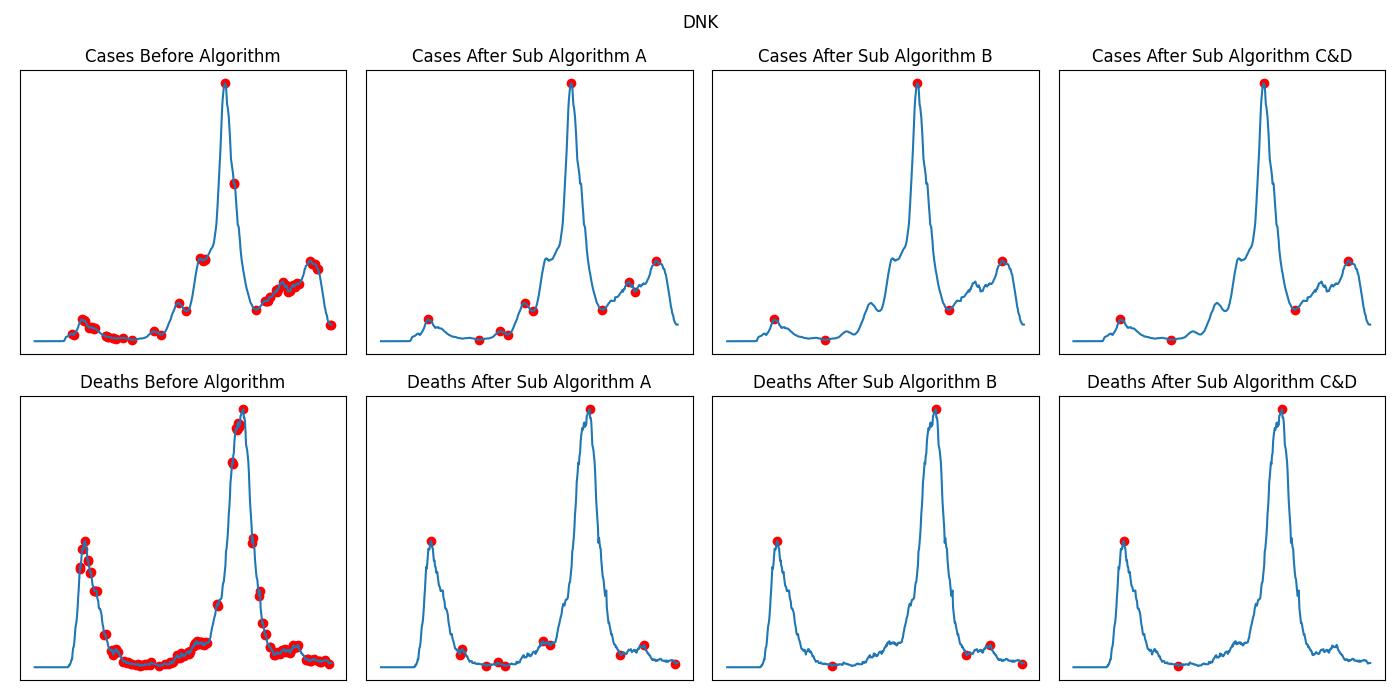 DNK
Cases Before Algorithm
Cases After Sub Algorithm A
Cases After Sub Algorithm B
Cases After Sub Algorithm C&D
Deaths Before Algorithm
Deaths After Sub Algorithm A
Deaths After Sub Algorithm B
Deaths After Sub Algorithm C&D